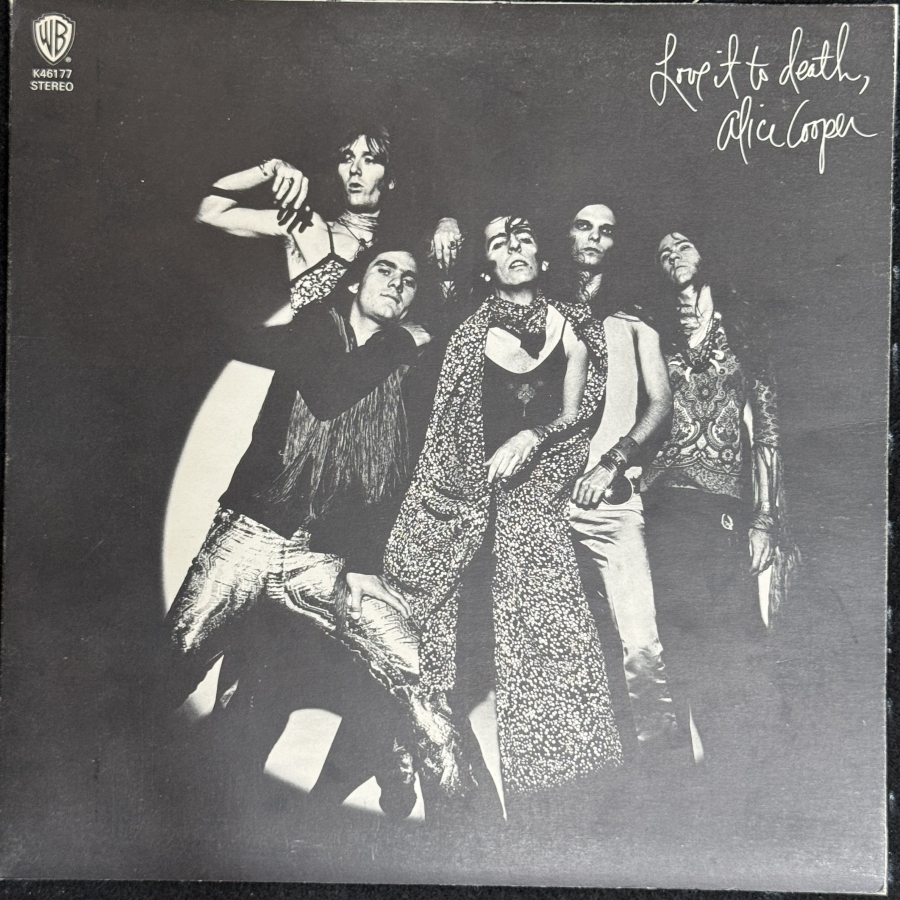 WB
K46177
STEREO
Love it to death,
Alice Cooper